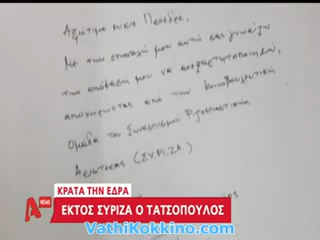 Αξιότιμε κύριε Πρόεδρε,
Με την επιστολή μου αυτή σας γνωρίζω
την απόφασή μου να ανεξαρτητοποιηθώ,
αποχωρώντας από την Κοινοβουλευτική
Ομάδα του Συνασπισμού Ριζοσπαστικής
Αριστεράς (ΣΥΡΙΖΑ)
ΚΡΑΤΑ ΤΗΝ ΕΔΡΑ
A NEWS
ΕΚΤΟΣ ΣΥΡΙΖΑ Ο ΤΑΤΣΟΠΟΥΛΟΣ
VathiKokkino.com